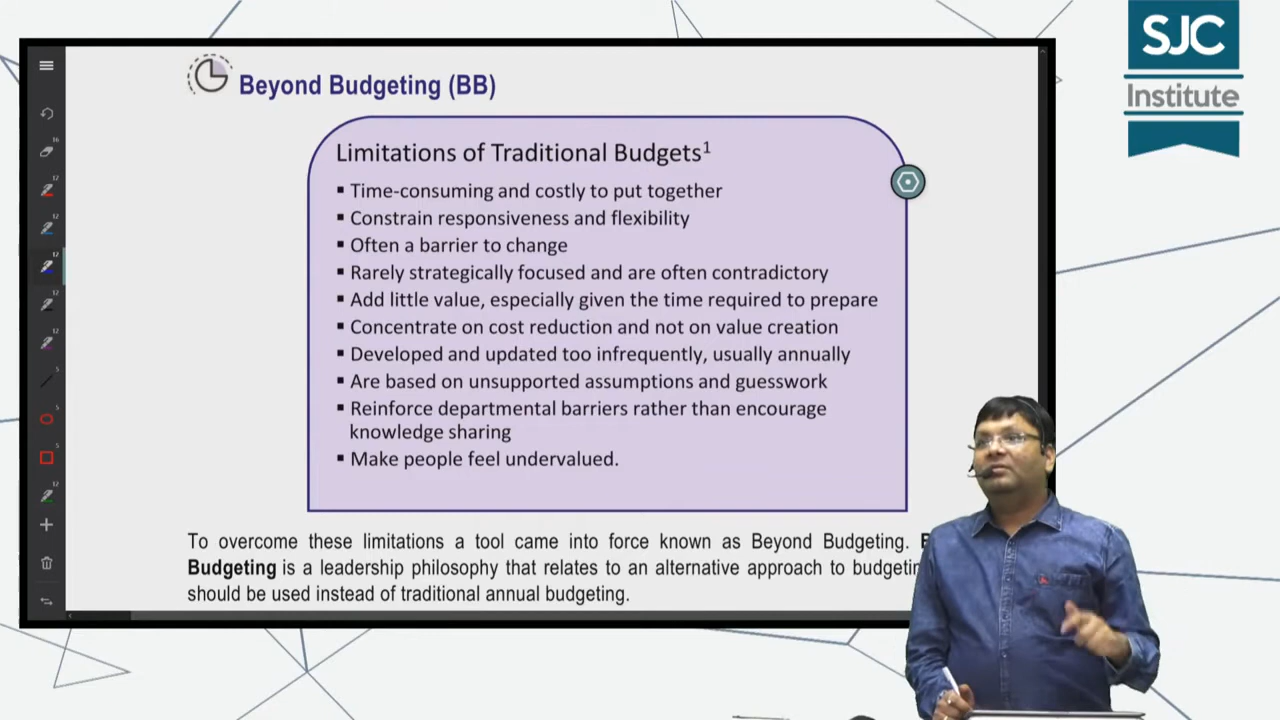 SJC
Institute
Beyond Budgeting (BB)
Limitations of Traditional Budgets¹
▪ Time-consuming and costly to put together
▪ Constrain responsiveness and flexibility
▪ Often a barrier to change
▪ Rarely strategically focused and are often contradictory
▪ Add little value, especially given the time required to prepare
▪ Concentrate on cost reduction and not on value creation
▪ Developed and updated too infrequently, usually annually
▪ Are based on unsupported assumptions and guesswork
▪ Reinforce departmental barriers rather than encourage
knowledge sharing
▪ Make people feel undervalued.
To overcome these limitations a tool came into force known as Beyond Budgeting.
Budgeting is a leadership philosophy that relates to an alternative approach to
should be used instead of traditional annual budgeting.